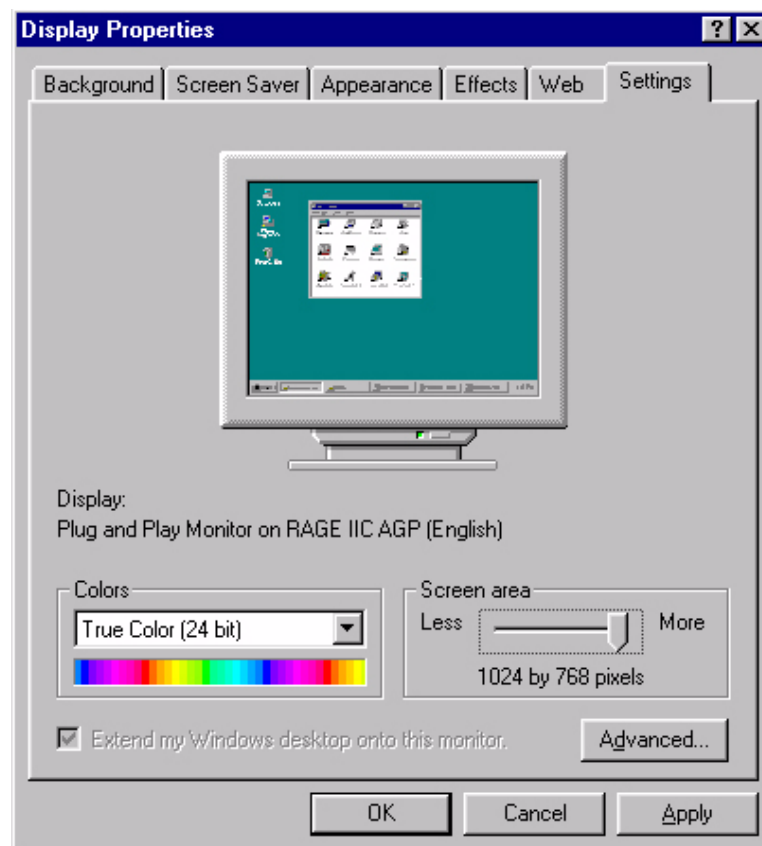 Display Properties
Background Screen Saver Appearance Effects Web Settings
Display:
Plug and Play Monitor on RAGE IIC AGP (English)
Colors
True Color (24 bit)
Screen area
Less More
1024 by 768 pixels
Extend my Windows desktop onto this monitor.
Advanced...
OK Cancel Apply